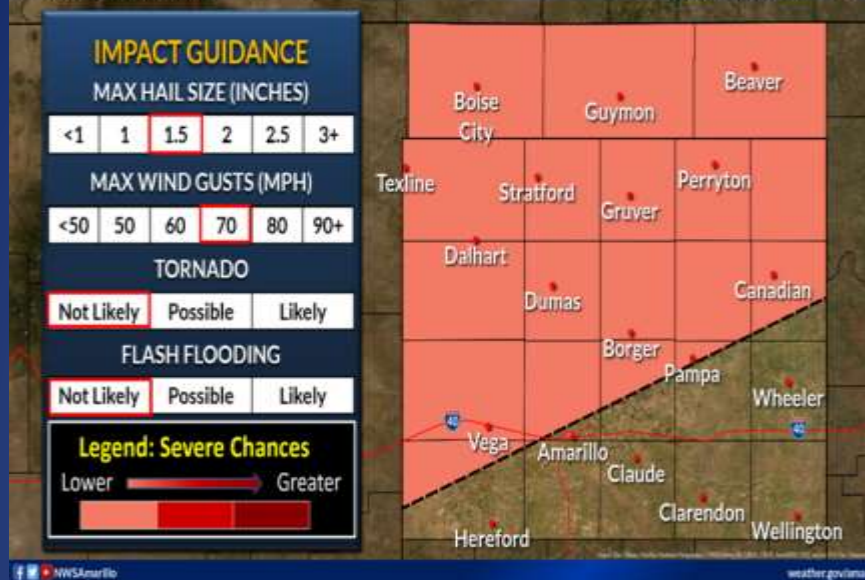 IMPACT GUIDANCE
MAX HAIL SIZE (INCHES)
<1 1 1.5 2 2.5 3+
MAX WIND GUSTS (MPH)
<50 50 60 70 80 90+
TORNADO
Not Likely Possible Likely
FLASH FLOODING
Not Likely Possible Likely
Legend: Severe Chances
Lower Greater
Beaver
Boise
City
Guymon
Texline
Stratford
Perryton
Gruver
Dalhart
Dumas
Canadian
Borger
Pampa
Wheeler
40
40
Vega
Amarillo
Claude
Clarendon
Hereford
Wellington
NWSAmarillo
weather.gov/ama